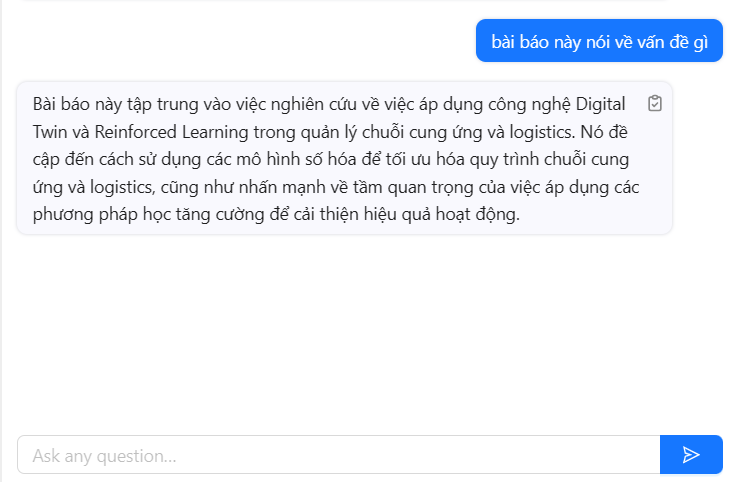 bài báo này nói về vấn đề gì
Bài báo này tập trung vào việc nghiên cứu về việc áp dụng công nghệ Digital
Twin và Reinforced Learning trong quản lý chuỗi cung ứng và logistics. Nó đề
cập đến cách sử dụng các mô hình số hóa để tối ưu hóa quy trình chuỗi cung
ứng và logistics, cũng như nhấn mạnh về tầm quan trọng của việc áp dụng các
phương pháp học tăng cường để cải thiện hiệu quả hoạt động.
Ask any question...